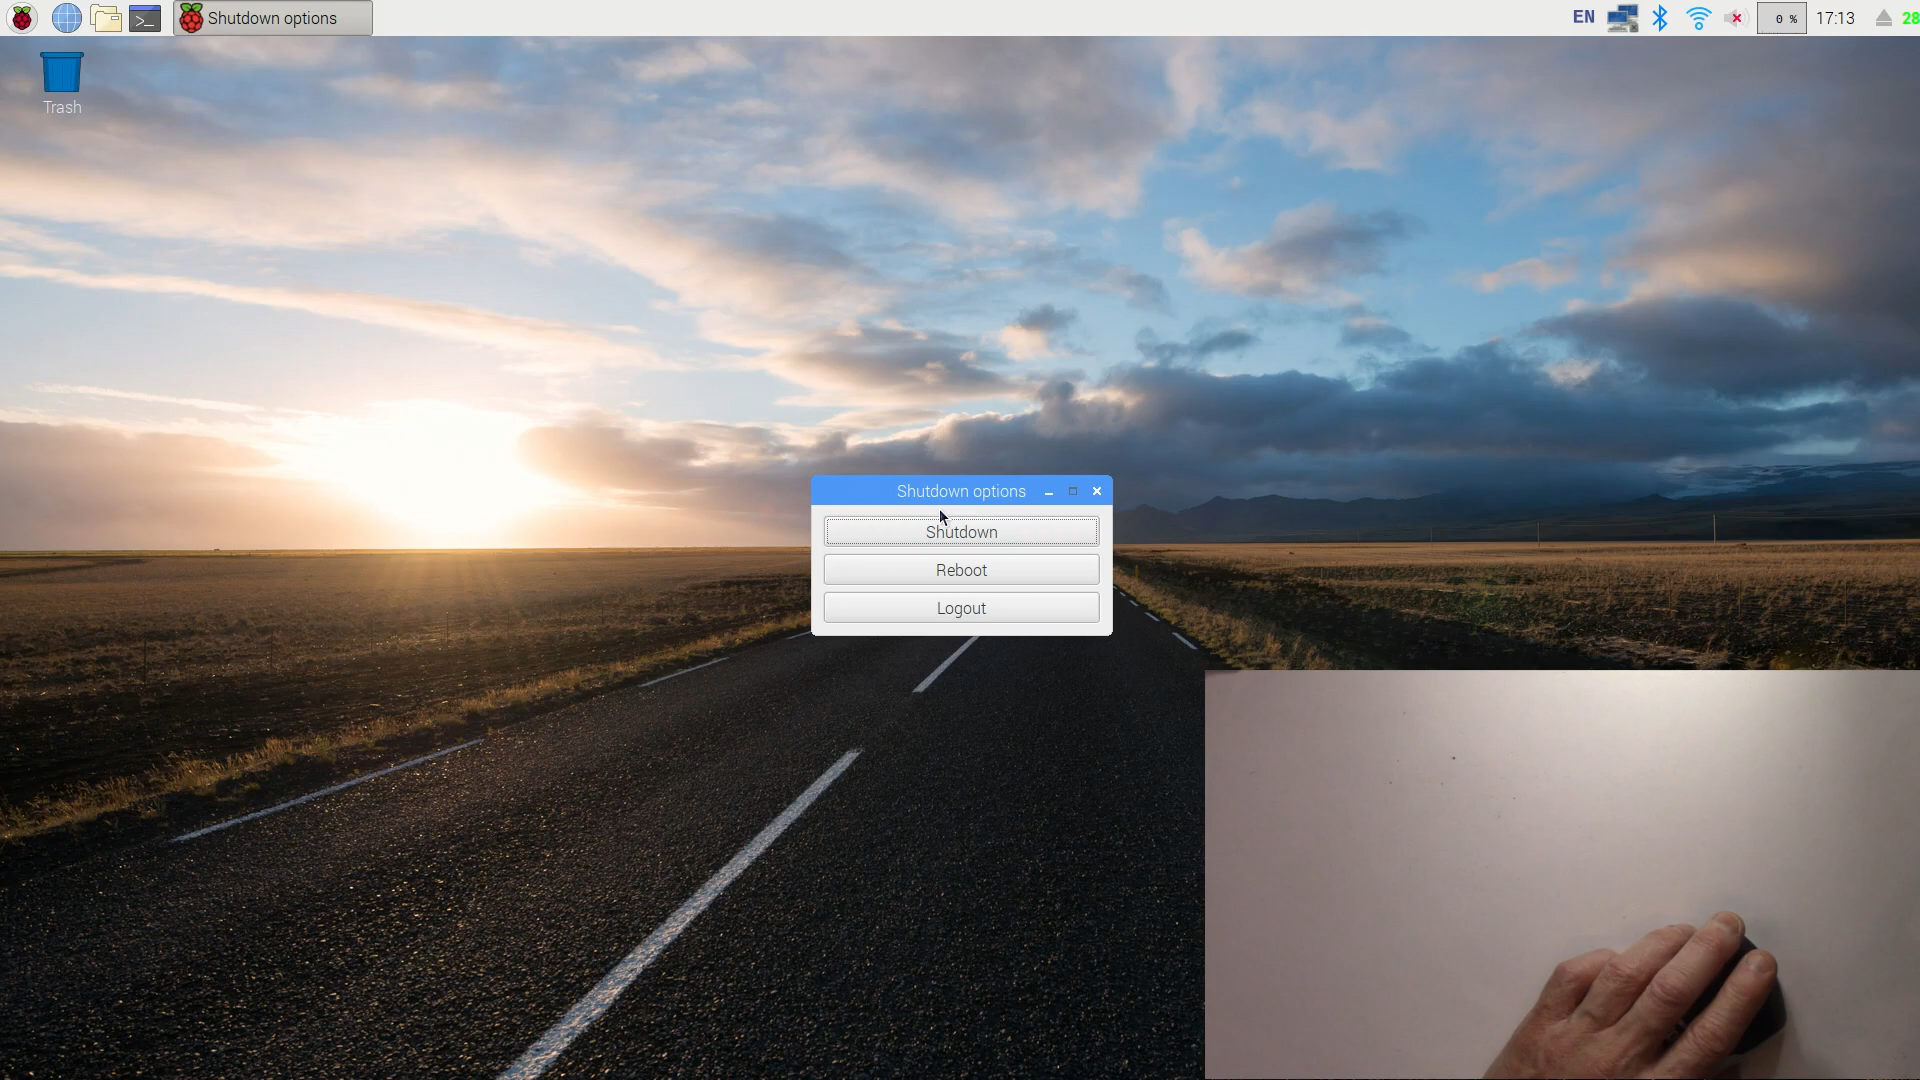 Shutdown options
EN
0 %
17:13
28
Trash
Shutdown options
Shutdown
Reboot
Logout